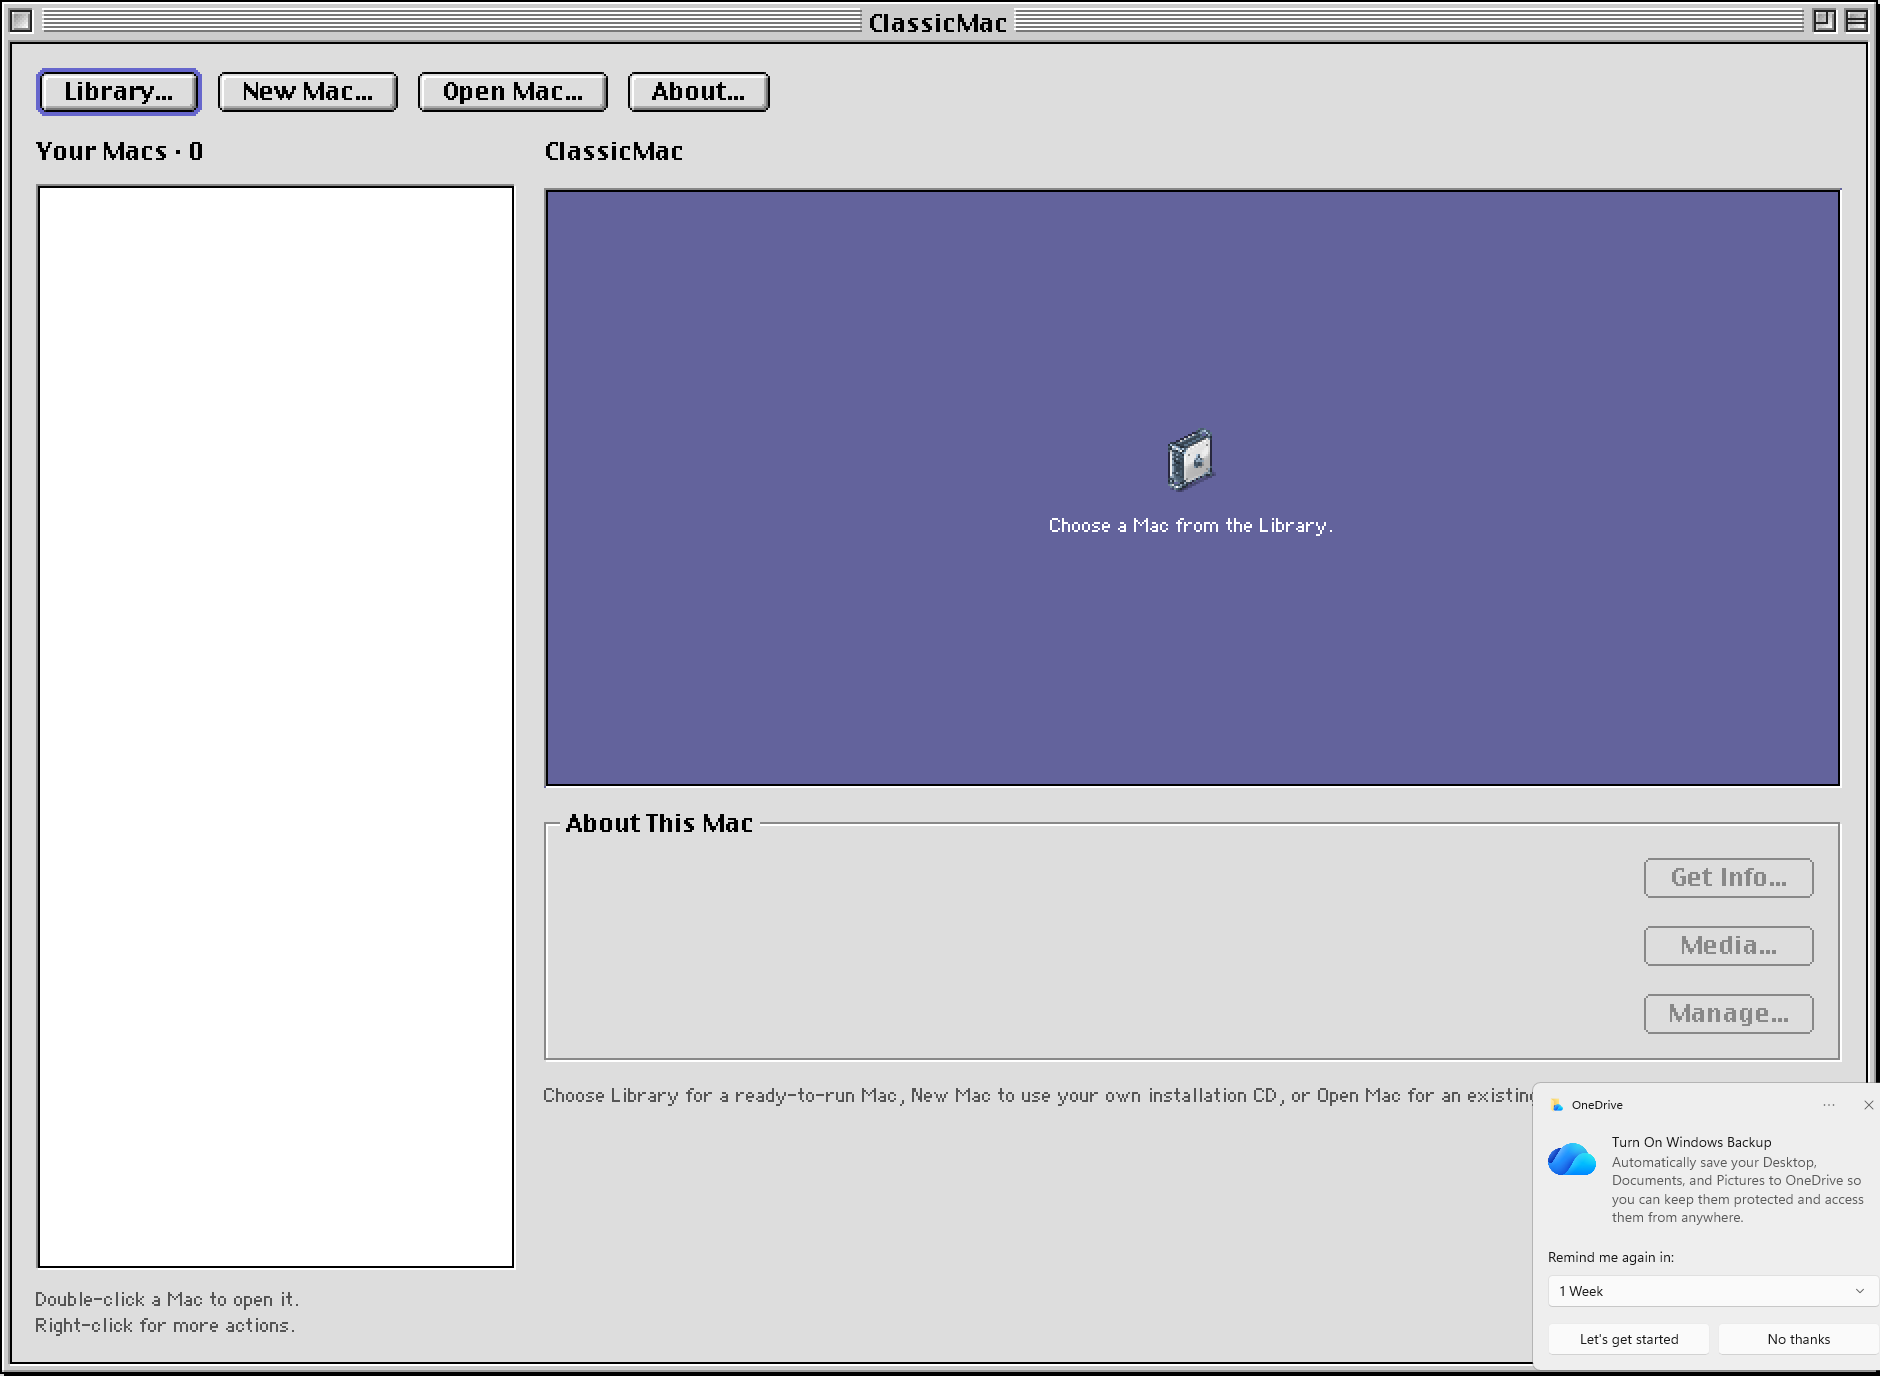 ClassicMac
Library...
New Mac...
Open Mac...
About...
Your Macs · 0
ClassicMac
Choose a Mac from the Library.
About This Mac
Get Info...
Media...
Manage...
Choose Library for a ready-to-run Mac, New Mac to use your own installation CD, or Open Mac for an existing
Double-click a Mac to open it.
Right-click for more actions.
OneDrive
Turn On Windows Backup
Automatically save your Desktop,
Documents, and Pictures to OneDrive so
you can keep them protected and access
them from anywhere.
Remind me again in:
1 Week
Let's get started
No thanks